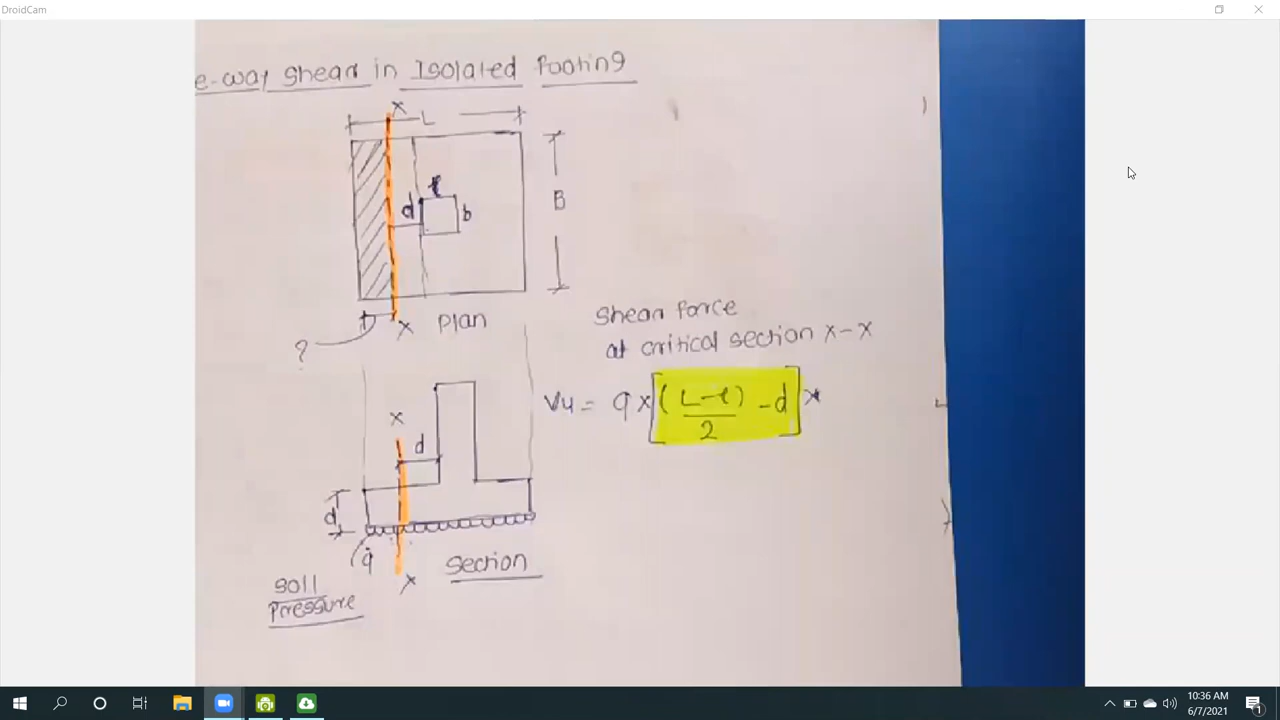 DroidCam
e-way shear in Isolated Footing
x
L
l
d
b
B
x
Plan
?
Shear force
at critical section x-x
Vu = q x [(L-l)/2 - d] x
x
d
d
q
x
Section
Soil
Pressure
10:36 AM
6/7/2021
1